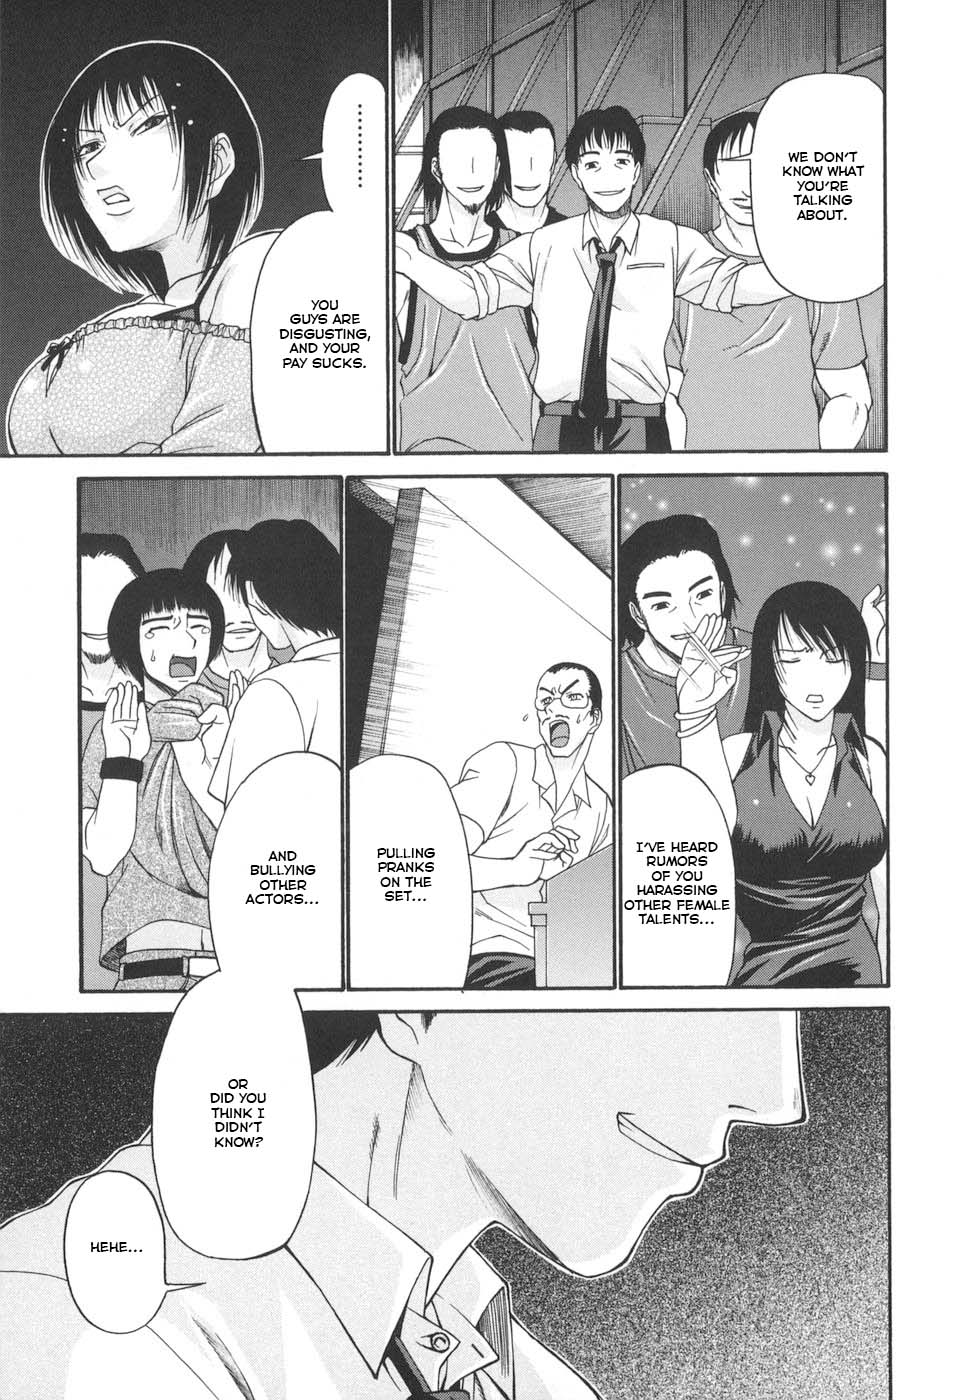 WE DON'T
KNOW WHAT
YOU'RE
TALKING
ABOUT.
.........
YOU
GUYS ARE
DISGUSTING,
AND YOUR
PAY SUCKS.
I'VE HEARD
RUMORS
OF YOU
HARASSING
OTHER FEMALE
TALENTS...
PULLING
PRANKS
ON THE
SET...
AND
BULLYING
OTHER
ACTORS...
OR
DID YOU
THINK I
DIDN'T
KNOW?
HEHE...